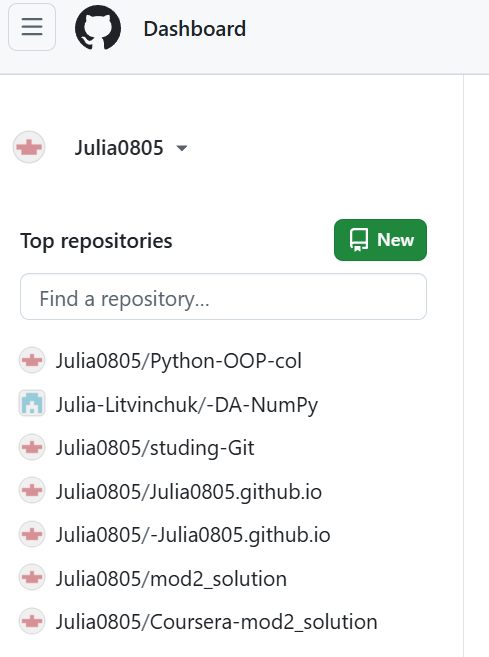 Dashboard
Julia0805
Top repositories
New
Find a repository...
Julia0805/Python-OOP-col
Julia-Litvinchuk/-DA-NumPy
Julia0805/studing-Git
Julia0805/Julia0805.github.io
Julia0805/-Julia0805.github.io
Julia0805/mod2_solution
Julia0805/Coursera-mod2_solution